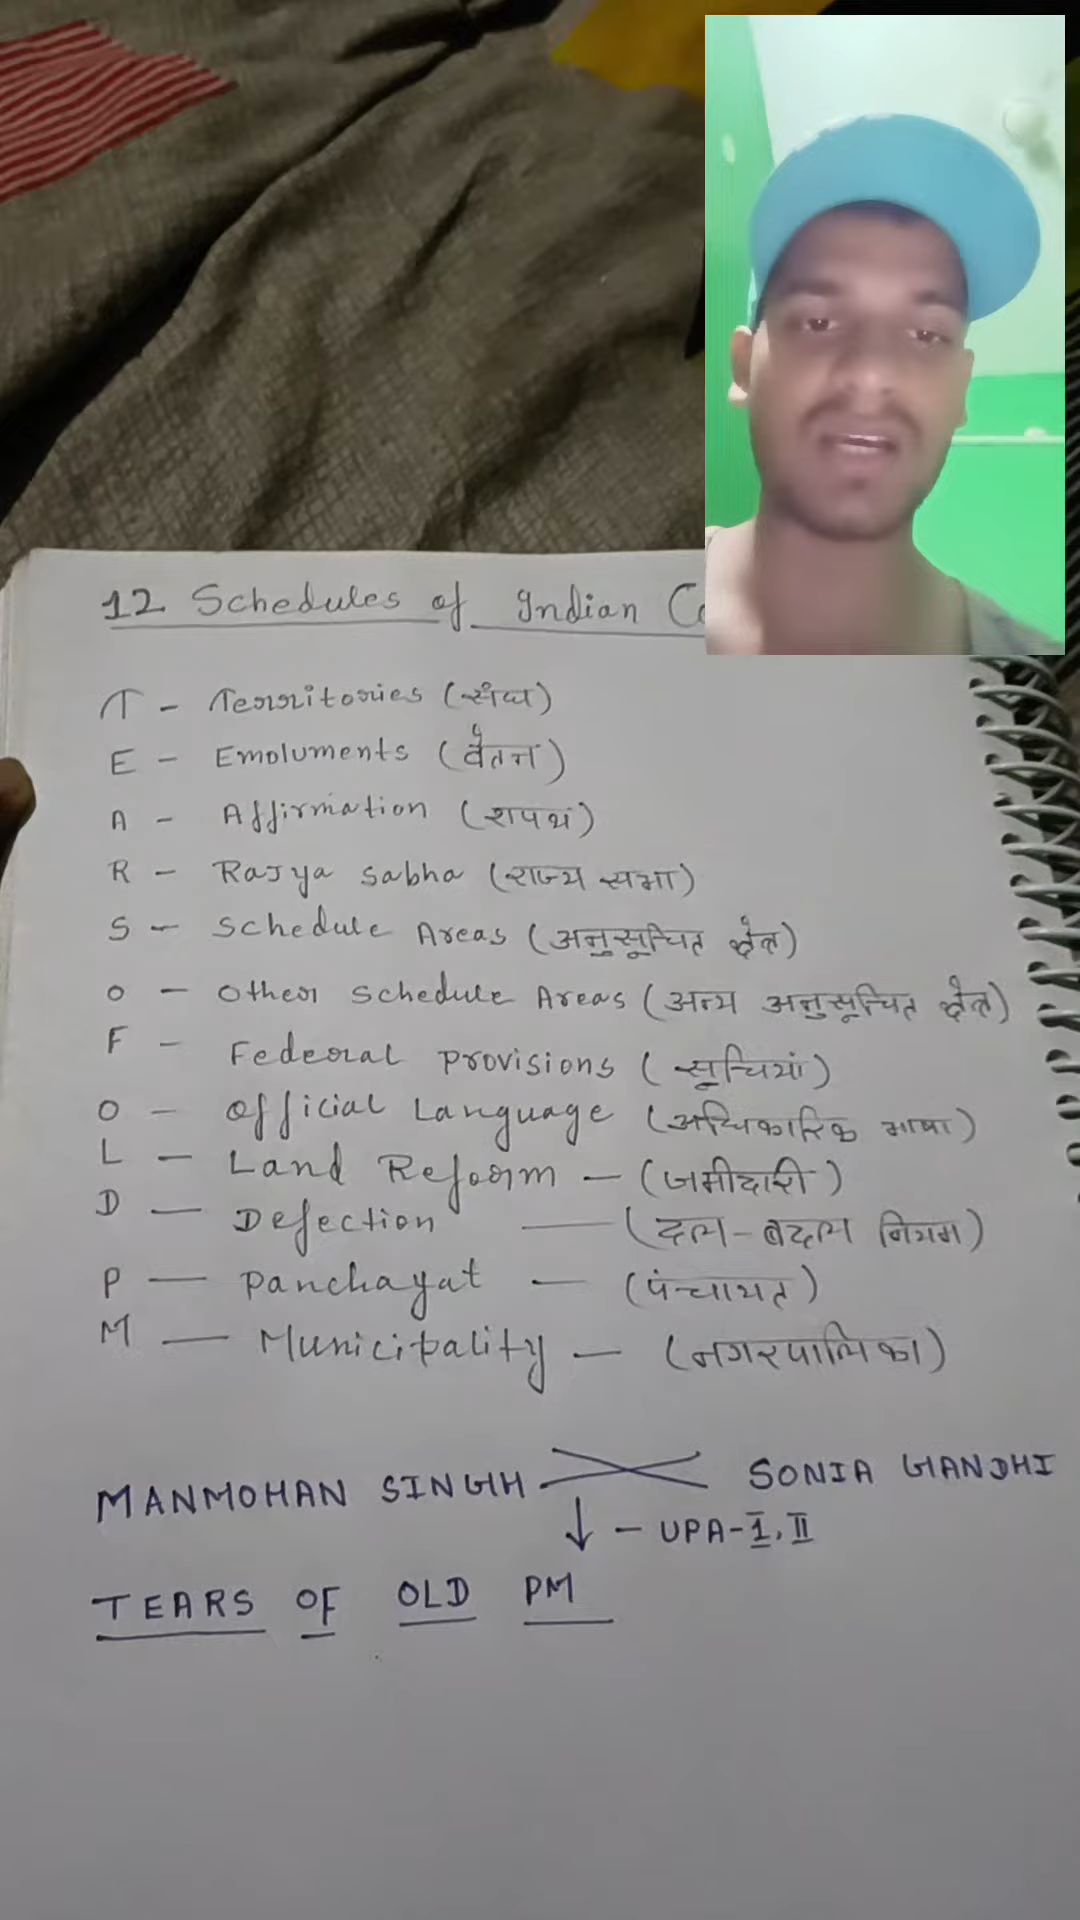 12 Schedules of Indian
T - Territories (संघ)
E - Emoluments (वेतन)
A - Affirmation (शपथ)
R - Rajya sabha (राज्य सभा)
S - Schedule Areas (अनुसूचित क्षेत्र)
O - Other Schedule Areas (अन्य अनुसूचित क्षेत्र)
F - Federal provisions (सूचियां)
O - Official Language (अधिकारिक भाषा)
L - Land Reform - (जमीदारी)
D - Defection - (दल-बदल नियम)
P - Panchayat - (पंचायत)
M - Municipality - (नगरपालिका)
MANMOHAN SINGH SONIA GANDHI
↓ - UPA-I, II
TEARS OF OLD PM